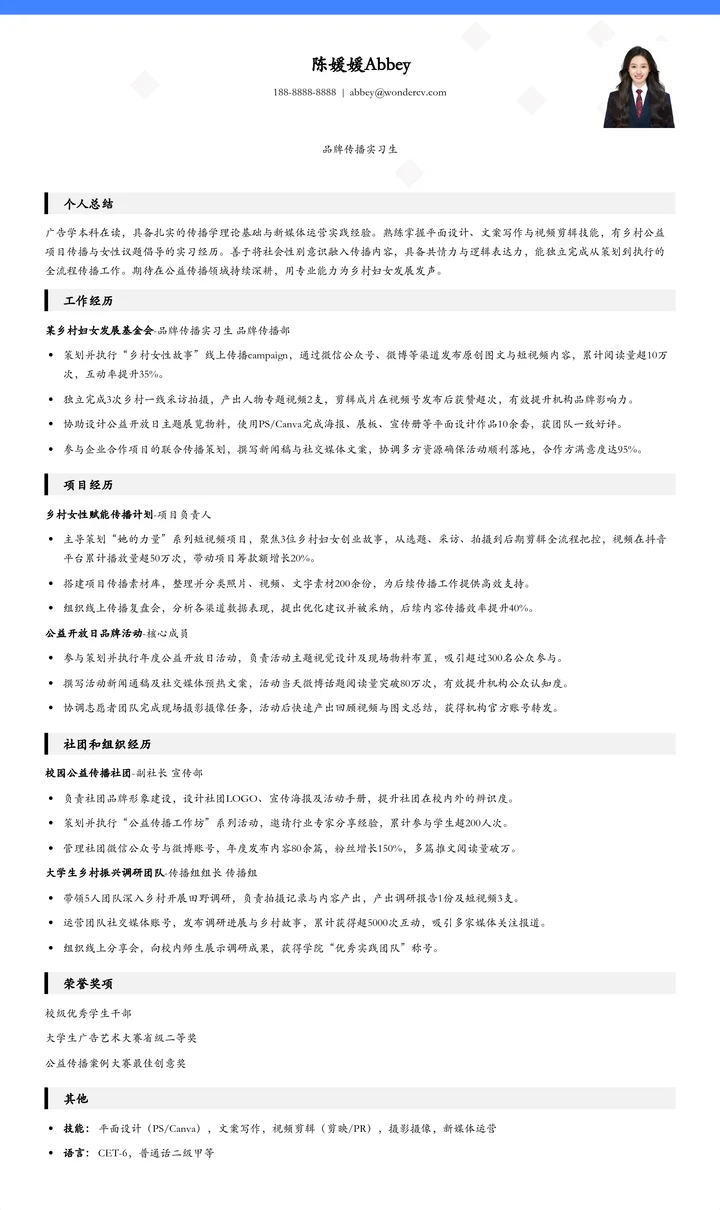 陈媛媛Abbey
188-8888-8888 | abbey@wondercv.com
品牌传播实习生
个人总结
广告学本科在读，具备扎实的传播学理论基础与新媒体运营实践经验。熟练掌握平面设计、文案写作与视频剪辑技能，有乡村公益
项目传播与女性议题倡导的实习经历。善于将社会性别意识融入传播内容，具备共情力与逻辑表达力，能独立完成从策划到执行的
全流程传播工作。期待在公益传播领域持续深耕，用专业能力为乡村妇女发展发声。
工作经历
某乡村妇女发展基金会-品牌传播实习生 品牌传播部
• 策划并执行“乡村女性故事”线上传播campaign，通过微信公众号、微博等渠道发布原创图文与短视频内容，累计阅读量超10万
次，互动率提升35%。
• 独立完成3次乡村一线采访拍摄，产出人物专题视频2支，剪辑成片在视频号发布后获赞超次，有效提升机构品牌影响力。
• 协助设计公益开放日主题展览物料，使用PS/Canva完成海报、展板、宣传册等平面设计作品10余套，获团队一致好评。
• 参与企业合作项目的联合传播策划，撰写新闻稿与社交媒体文案，协调多方资源确保活动顺利落地，合作方满意度达95%。
项目经历
乡村女性赋能传播计划-项目负责人
• 主导策划“她的力量”系列短视频项目，聚焦3位乡村妇女创业故事，从选题、采访、拍摄到后期剪辑全流程把控，视频在抖音
平台累计播放量超50万次，带动项目筹款额增长20%。
• 搭建项目传播素材库，整理并分类照片、视频、文字素材200余份，为后续传播工作提供高效支持。
• 组织线上传播复盘会，分析各渠道数据表现，提出优化建议并被采纳，后续内容传播效率提升40%。
公益开放日品牌活动-核心成员
• 参与策划并执行年度公益开放日活动，负责活动主题视觉设计及现场物料布置，吸引超过300名公众参与。
• 撰写活动新闻通稿及社交媒体预热文案，活动当天微博话题阅读量突破80万次，有效提升机构公众认知度。
• 协调志愿者团队完成现场摄影摄像任务，活动后快速产出回顾视频与图文总结，获得机构官方账号转发。
社团和组织经历
校园公益传播社团-副社长 宣传部
• 负责社团品牌形象建设，设计社团LOGO、宣传海报及活动手册，提升社团在校内外的辨识度。
• 策划并执行“公益传播工作坊”系列活动，邀请行业专家分享经验，累计参与学生超200人次。
• 管理社团微信公众号与微博账号，年度发布内容80余篇，粉丝增长150%，多篇推文阅读量破万。
大学生乡村振兴调研团队-传播组组长 传播组
• 带领5人团队深入乡村开展田野调研，负责拍摄记录与内容产出，产出调研报告1份及短视频3支。
• 运营团队社交媒体账号，发布调研进展与乡村故事，累计获得超5000次互动，吸引多家媒体关注报道。
• 组织线上分享会，向校内师生展示调研成果，获得学院“优秀实践团队”称号。
荣誉奖项
校级优秀学生干部
大学生广告艺术大赛省级二等奖
公益传播案例大赛最佳创意奖
其他
• 技能： 平面设计（PS/Canva），文案写作，视频剪辑（剪映/PR），摄影摄像，新媒体运营
• 语言： CET-6，普通话二级甲等